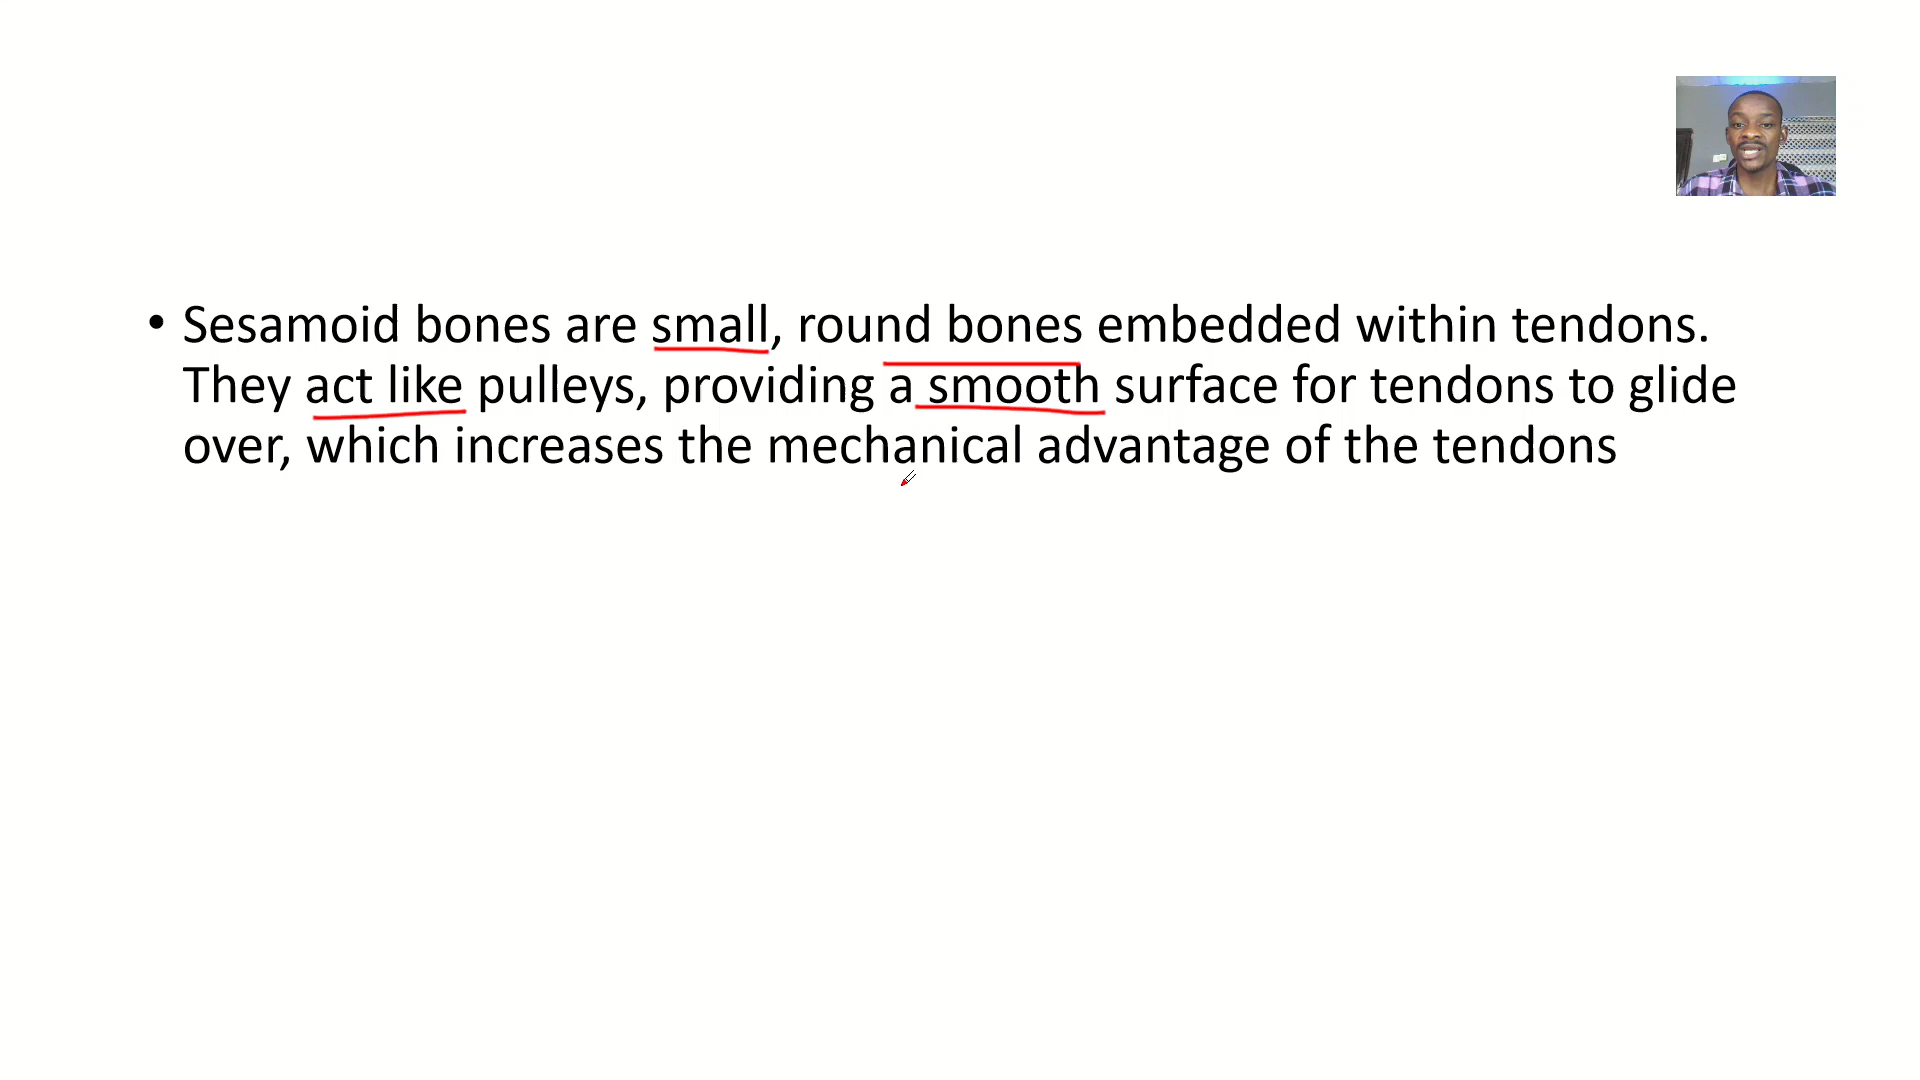 • Sesamoid bones are small, round bones embedded within tendons.
They act like pulleys, providing a smooth surface for tendons to glide
over, which increases the mechanical advantage of the tendons